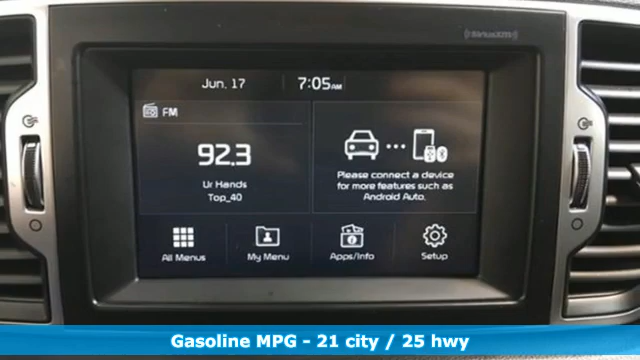 (SiriusXM)
Jun. 17
7:05AM
FM
92.3
Ur Hands
Top_40
Please connect a device
for more features such as
Android Auto.
All Menus
My Menu
Apps/Info
Setup
Gasoline MPG - 21 city / 25 hwy